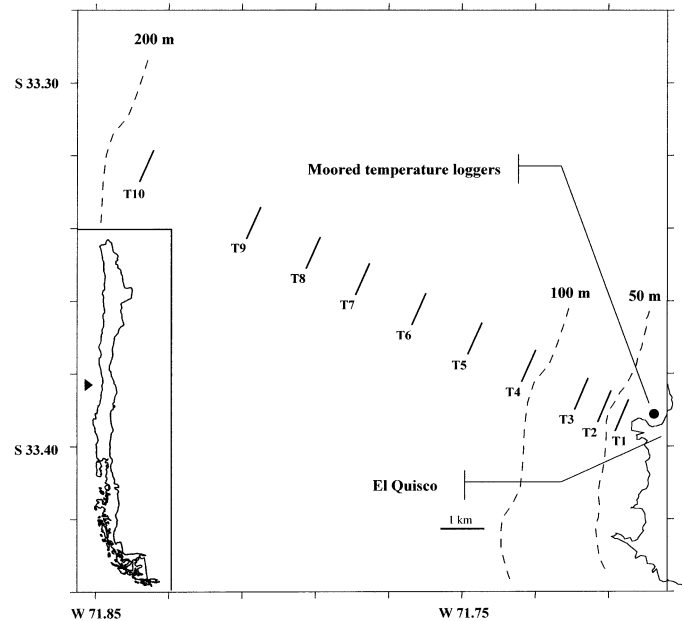 200 m
S 33.30
Moored temperature loggers
T10
T9
T8
T7
100 m
50 m
T6
T5
T4
T3
T2
T1
S 33.40
El Quisco
1 km
W 71.85
W 71.75